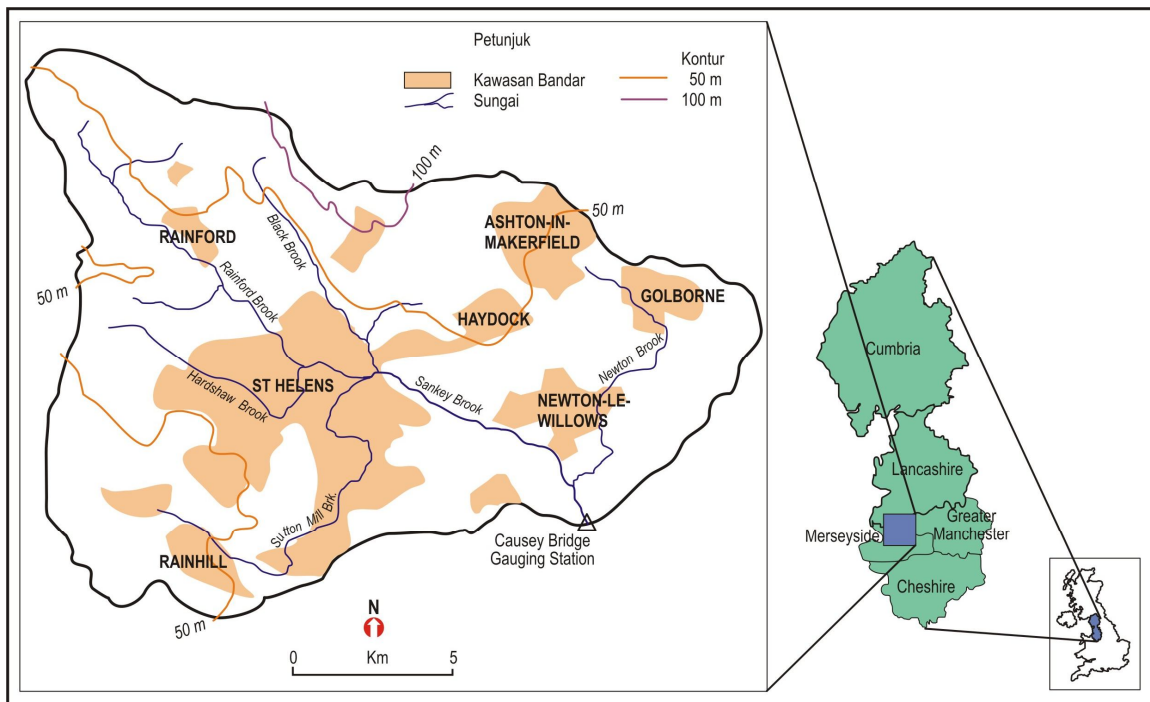 Petunjuk
Kawasan Bandar
Sungai
Kontur
50 m
100 m
100 m
50 m
ASHTON-IN-
MAKERFIELD
RAINFORD
Black Brook
Rainford Brook
GOLBORNE
50 m
HAYDOCK
Newton Brook
ST HELENS
Hardshaw Brook
Sankey Brook
NEWTON-LE-
WILLOWS
Sutton Mill Brk.
Causey Bridge
Gauging Station
RAINHILL
50 m
N
0 Km 5
Cumbria
Lancashire
Greater
Manchester
Merseyside
Cheshire